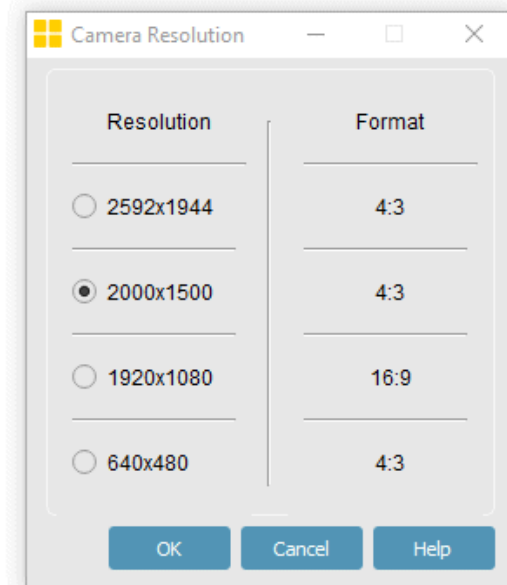 Camera Resolution
Resolution Format
2592x1944 4:3
2000x1500 4:3
1920x1080 16:9
640x480 4:3
OK Cancel Help